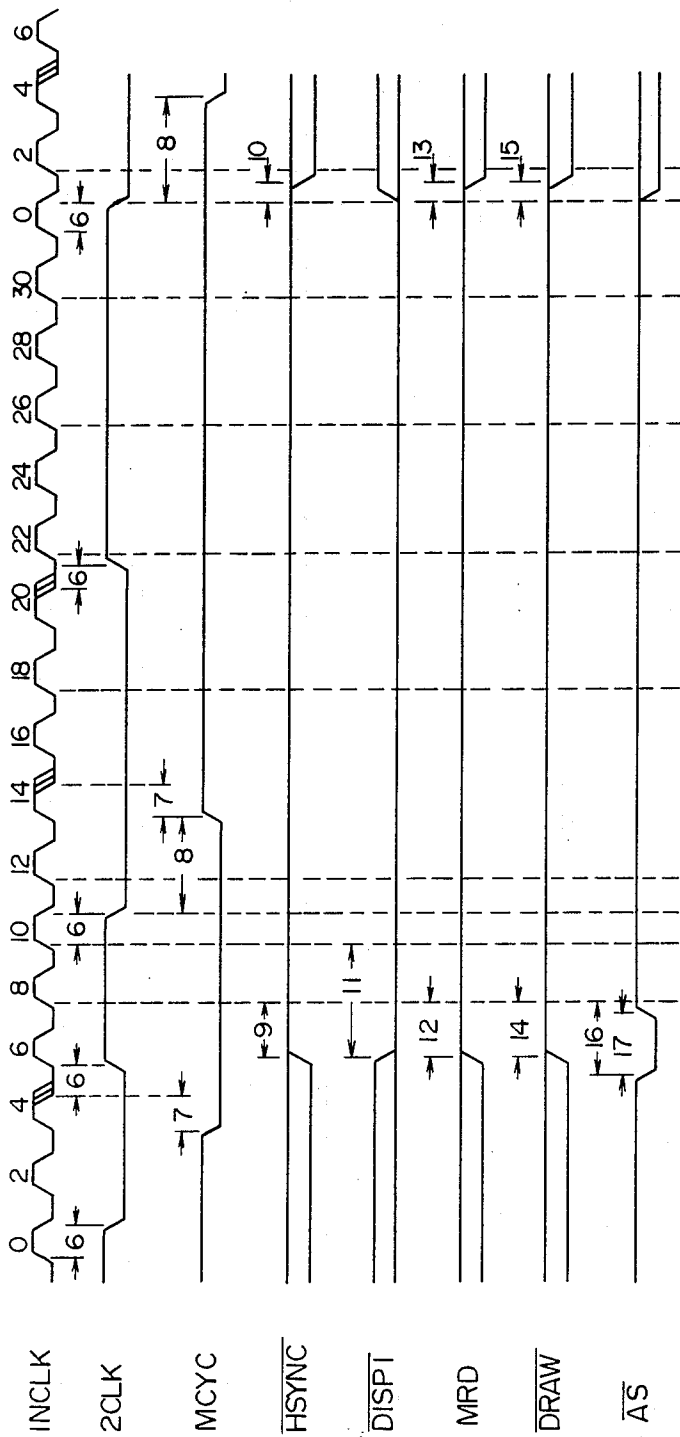 INCLK 0 2 4 6 8 10 12 14 16 18 20 22 24 26 28 30 0 2 4 6
2CLK 6 6 6 6 6
MCYC 7 8 7 8
HSYNC 9 10
DISP1 11
MRD 12 13
DRAW 14 15
AS 16 17